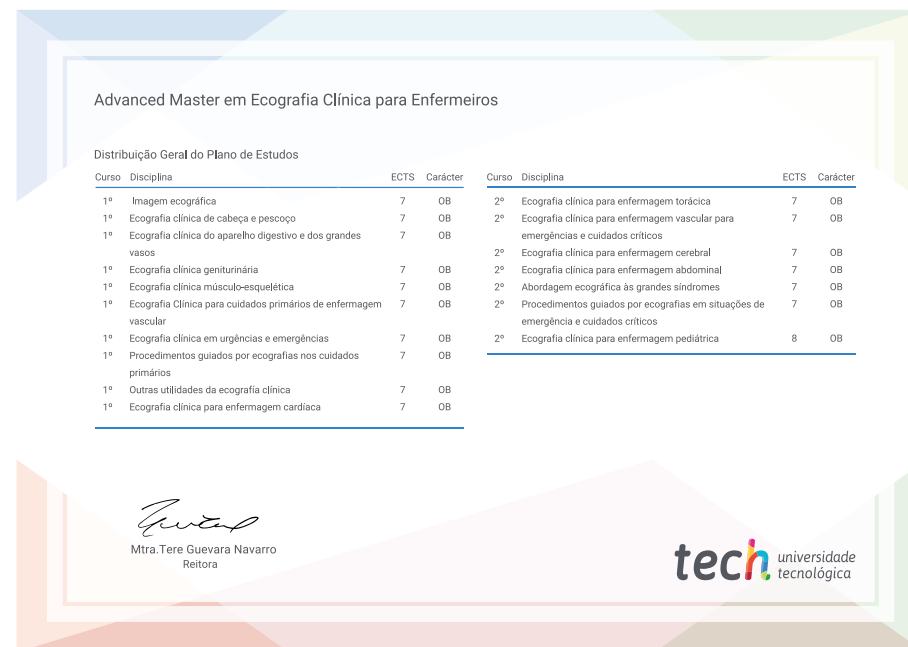 Advanced Master em Ecografia Clínica para Enfermeiros
Distribuição Geral do Plano de Estudos
Curso Disciplina ECTS Carácter
1º Imagem ecográfica 7 OB
1º Ecografia clínica de cabeça e pescoço 7 OB
1º Ecografia clínica do aparelho digestivo e dos grandes 7 OB
vasos
1º Ecografia clínica geniturinária 7 OB
1º Ecografia clínica músculo-esquelética 7 OB
1º Ecografia Clínica para cuidados primários de enfermagem 7 OB
vascular
1º Ecografia clínica em urgências e emergências 7 OB
1º Procedimentos guiados por ecografias nos cuidados 7 OB
primários
1º Outras utilidades da ecografía clínica 7 OB
1º Ecografia clínica para enfermagem cardíaca 7 OB
Curso Disciplina ECTS Carácter
2º Ecografia clínica para enfermagem torácica 7 OB
2º Ecografia clínica para enfermagem vascular para 7 OB
emergências e cuidados críticos
2º Ecografia clínica para enfermagem cerebral 7 OB
2º Ecografia clínica para enfermagem abdominal 7 OB
2º Abordagem ecográfica às grandes síndromes 7 OB
2º Procedimentos guiados por ecografias em situações de 7 OB
emergência e cuidados críticos
2º Ecografia clínica para enfermagem pediátrica 8 OB
Mtra.Tere Guevara Navarro
Reitora
tech universidade
tecnológica